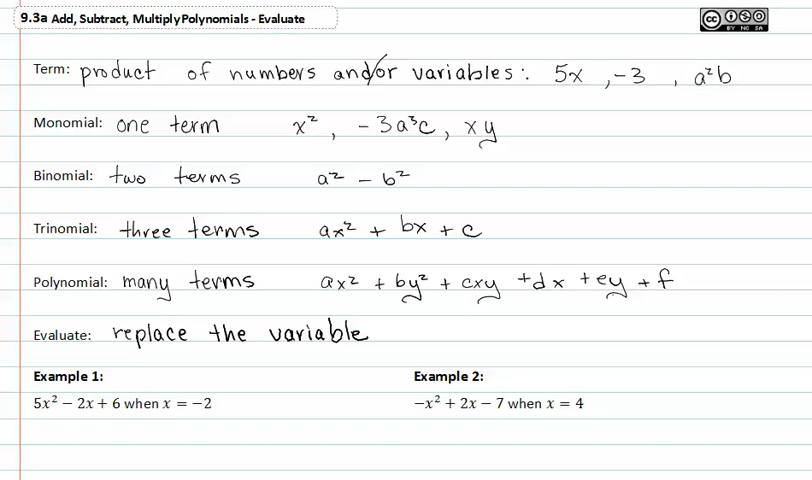 9.3a Add, Subtract, Multiply Polynomials - Evaluate
cc BY NC SA
Term: product of numbers and/or variables: 5x, -3, a²b
Monomial: one term x², -3a³c, xy
Binomial: two terms a² - b²
Trinomial: three terms ax² + bx + c
Polynomial: many terms ax² + by² + cxy + dx + ey + f
Evaluate: replace the variable
Example 1: Example 2:
5x² − 2x + 6 when x = −2 −x² + 2x − 7 when x = 4